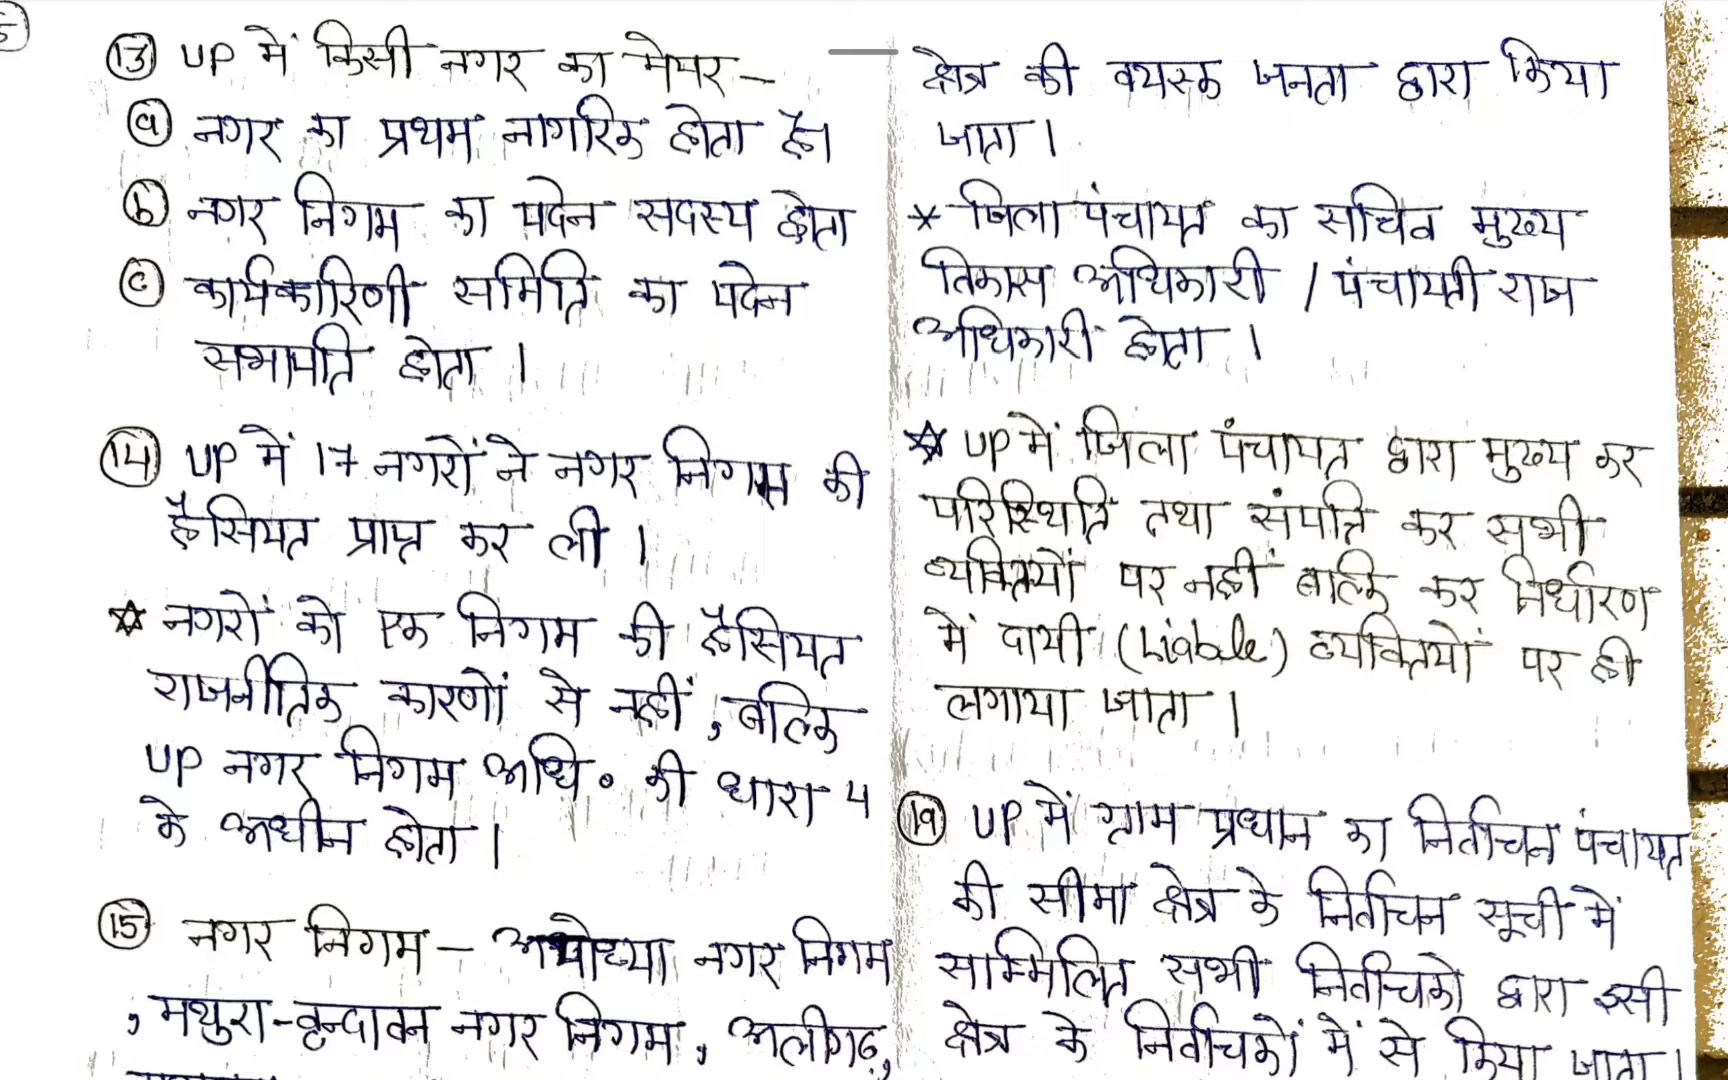 (13) UP में किसी नगर का मेयर –
(a) नगर का प्रथम नागरिक होता है।
(b) नगर निगम का पदेन सदस्य होता
(c) कार्यकारिणी समिति का पदेन
सभापति होता ।
(14) UP में 17 नगरों ने नगर निगम की
हैसियत प्राप्त कर ली ।
☆ नगरों को एक निगम की हैसियत
राजनीतिक कारणों से नहीं, बल्कि
UP नगर निगम अधि० की धारा 4
के अधीन होता ।
(15) नगर निगम – अयोध्या नगर निगम
, मथुरा-वृन्दावन नगर निगम, अलीगढ़,
क्षेत्र की वयस्क जनता द्वारा किया
जाता ।
* जिला पंचायत का सचिव मुख्य
विकास अधिकारी / पंचायती राज
अधिकारी होता ।
☆ UP में जिला पंचायत द्वारा मुख्य कर
परिस्थिति तथा संपत्ति कर सभी
व्यक्तियों पर नहीं बल्कि कर निर्धारण
में दायी (Liable) व्यक्तियों पर ही
लगाया जाता ।
(19) UP में ग्राम प्रधान का निर्वाचन पंचायत
की सीमा क्षेत्र के निर्वाचन सूची में
सम्मिलित सभी निर्वाचको द्वारा इसी
क्षेत्र के निर्वाचकों में से किया जाता।